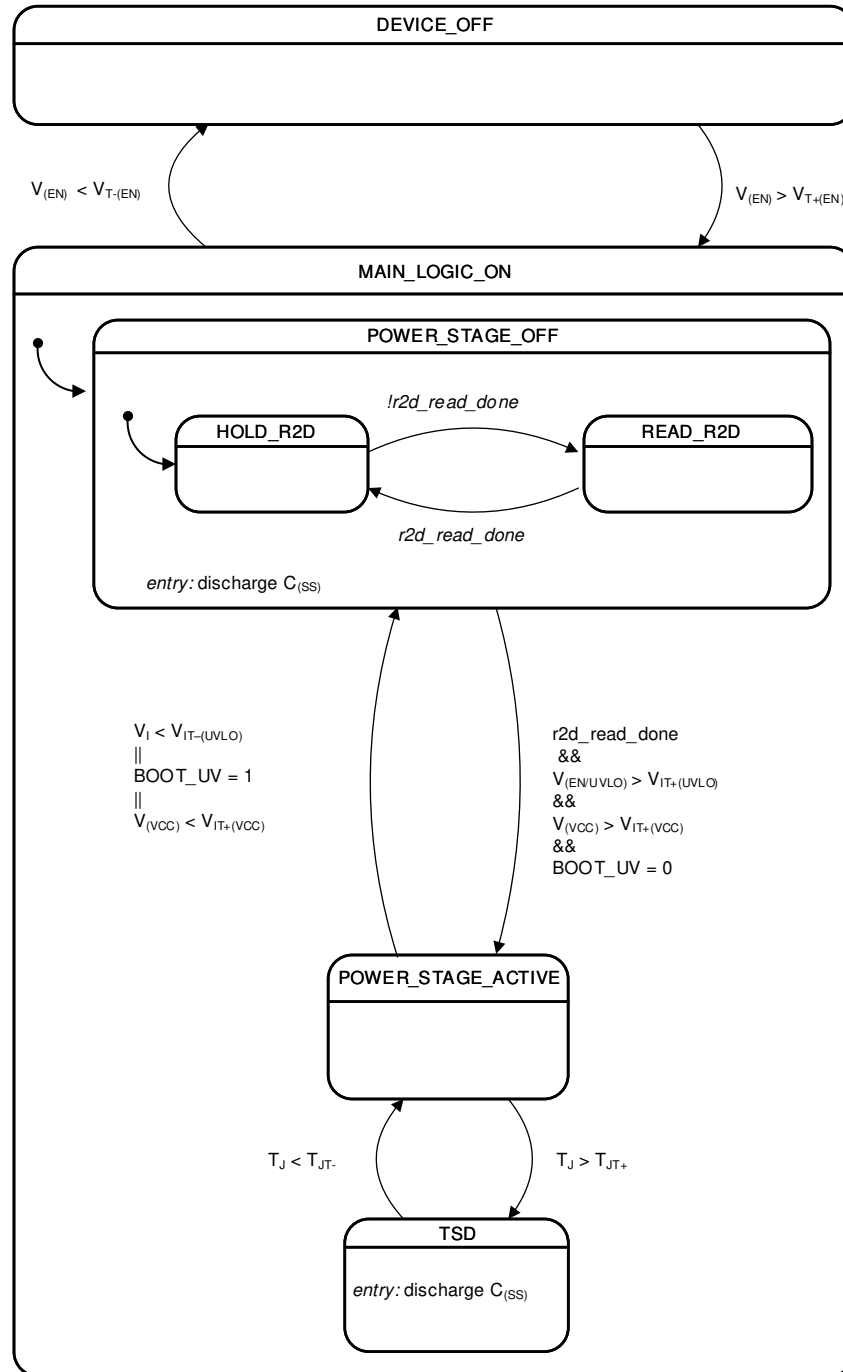 DEVICE_OFF
V(EN) < VT-(EN)
V(EN) > VT+(EN)
MAIN_LOGIC_ON
POWER_STAGE_OFF
!r2d_read_done
HOLD_R2D
READ_R2D
r2d_read_done
entry: discharge C(SS)
VI < VIT–(UVLO)
||
BOOT_UV = 1
||
V(VCC) < VIT+(VCC)
r2d_read_done
&&
V(EN/UVLO) > VIT+(UVLO)
&&
V(VCC) > VIT+(VCC)
&&
BOOT_UV = 0
POWER_STAGE_ACTIVE
TJ < TJT-
TJ > TJT+
TSD
entry: discharge C(SS)